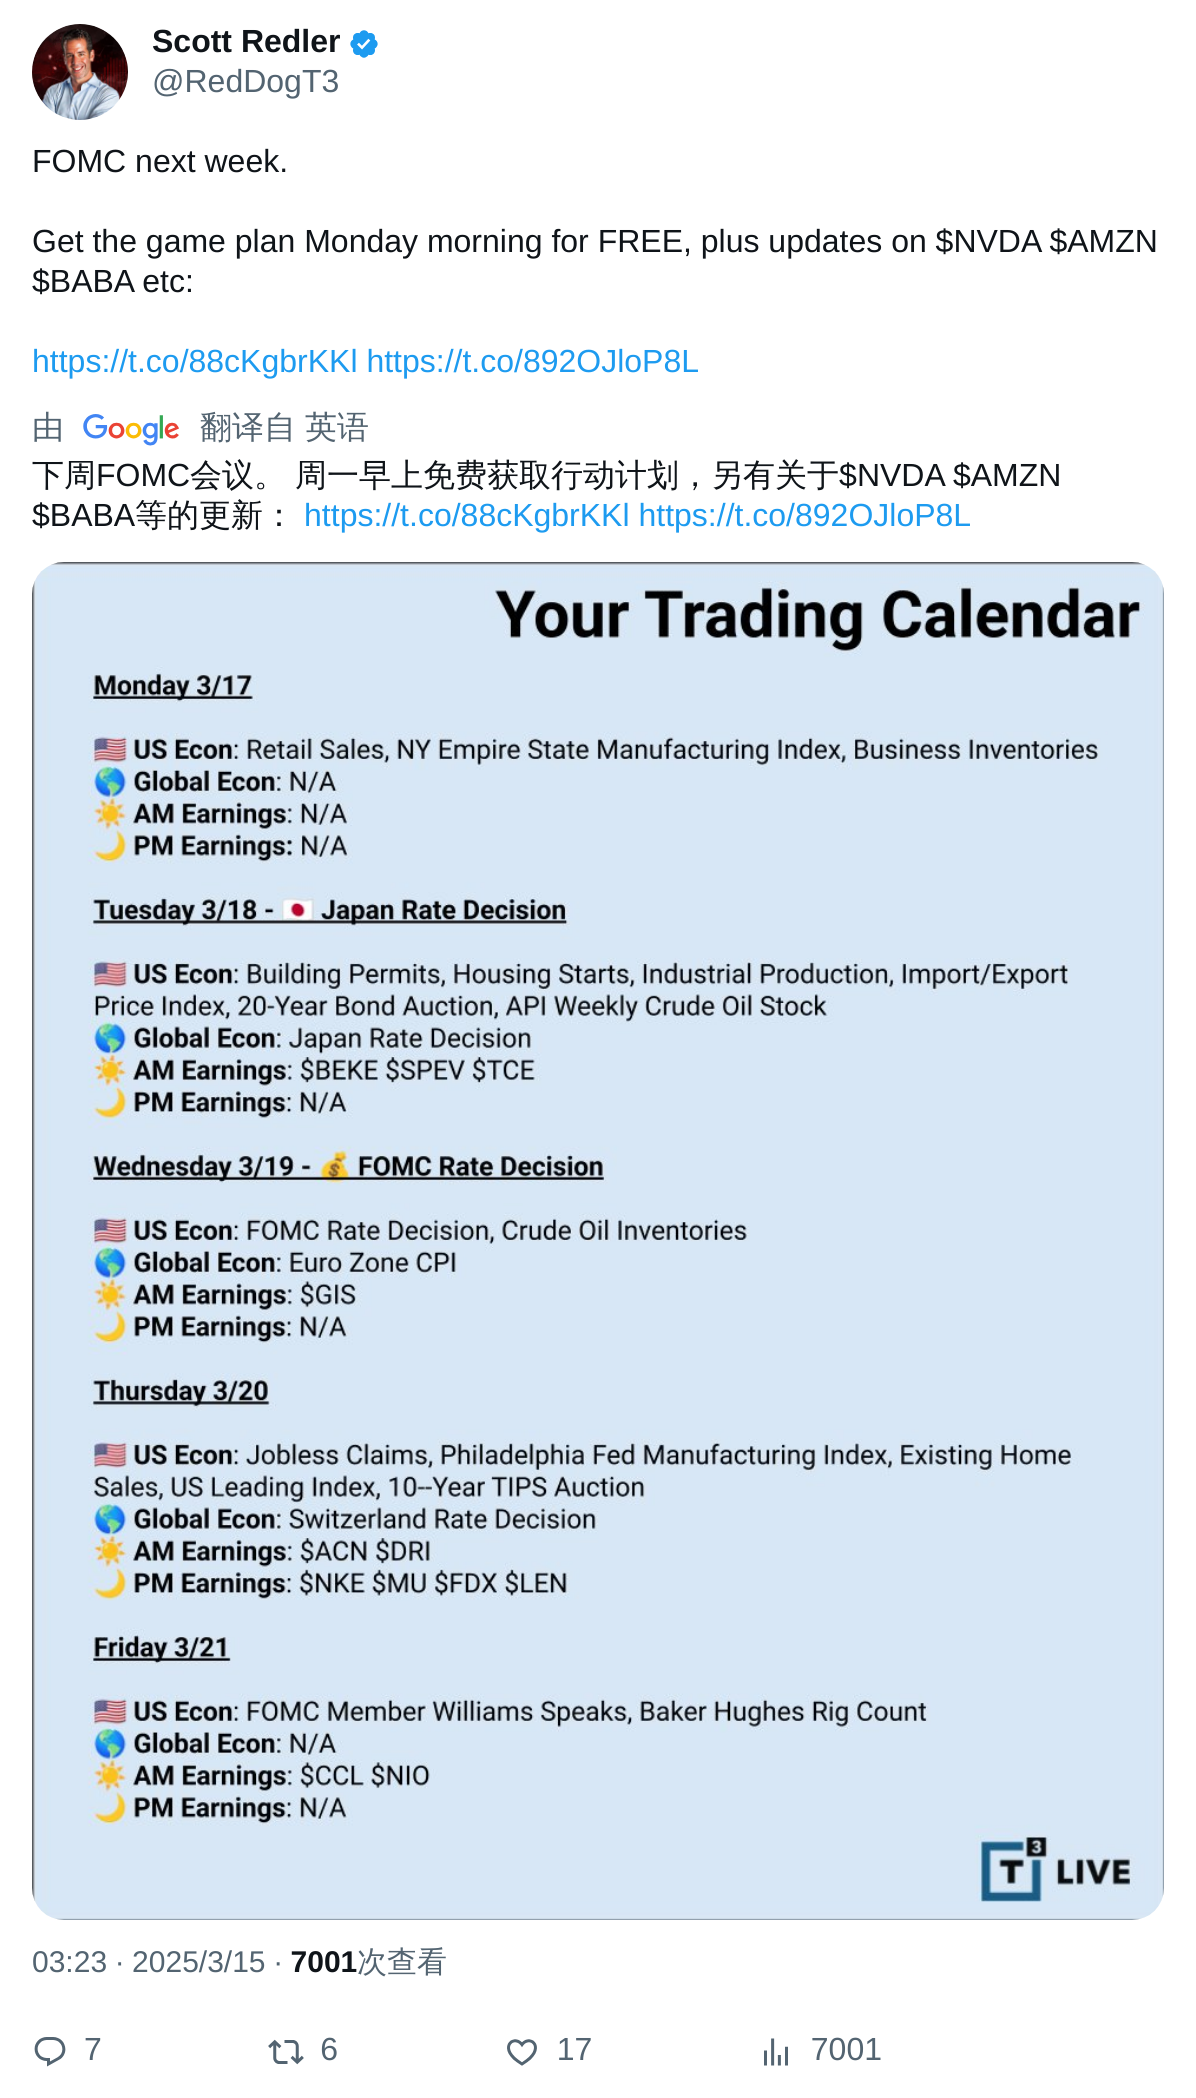 Scott Redler
@RedDogT3
FOMC next week.
Get the game plan Monday morning for FREE, plus updates on $NVDA $AMZN
$BABA etc:
https://t.co/88cKgbrKKl https://t.co/892OJloP8L
由 Google 翻译自 英语
下周FOMC会议。 周一早上免费获取行动计划，另有关于$NVDA $AMZN
$BABA等的更新： https://t.co/88cKgbrKKl https://t.co/892OJloP8L
Your Trading Calendar
Monday 3/17
🇺🇸 US Econ: Retail Sales, NY Empire State Manufacturing Index, Business Inventories
🌎 Global Econ: N/A
☀️ AM Earnings: N/A
🌙 PM Earnings: N/A
Tuesday 3/18 - 🇯🇵 Japan Rate Decision
🇺🇸 US Econ: Building Permits, Housing Starts, Industrial Production, Import/Export
Price Index, 20-Year Bond Auction, API Weekly Crude Oil Stock
🌎 Global Econ: Japan Rate Decision
☀️ AM Earnings: $BEKE $SPEV $TCE
🌙 PM Earnings: N/A
Wednesday 3/19 - 💰 FOMC Rate Decision
🇺🇸 US Econ: FOMC Rate Decision, Crude Oil Inventories
🌎 Global Econ: Euro Zone CPI
☀️ AM Earnings: $GIS
🌙 PM Earnings: N/A
Thursday 3/20
🇺🇸 US Econ: Jobless Claims, Philadelphia Fed Manufacturing Index, Existing Home
Sales, US Leading Index, 10--Year TIPS Auction
🌎 Global Econ: Switzerland Rate Decision
☀️ AM Earnings: $ACN $DRI
🌙 PM Earnings: $NKE $MU $FDX $LEN
Friday 3/21
🇺🇸 US Econ: FOMC Member Williams Speaks, Baker Hughes Rig Count
🌎 Global Econ: N/A
☀️ AM Earnings: $CCL $NIO
🌙 PM Earnings: N/A
T3 LIVE
03:23 · 2025/3/15 · 7001次查看
7 6 17 7001